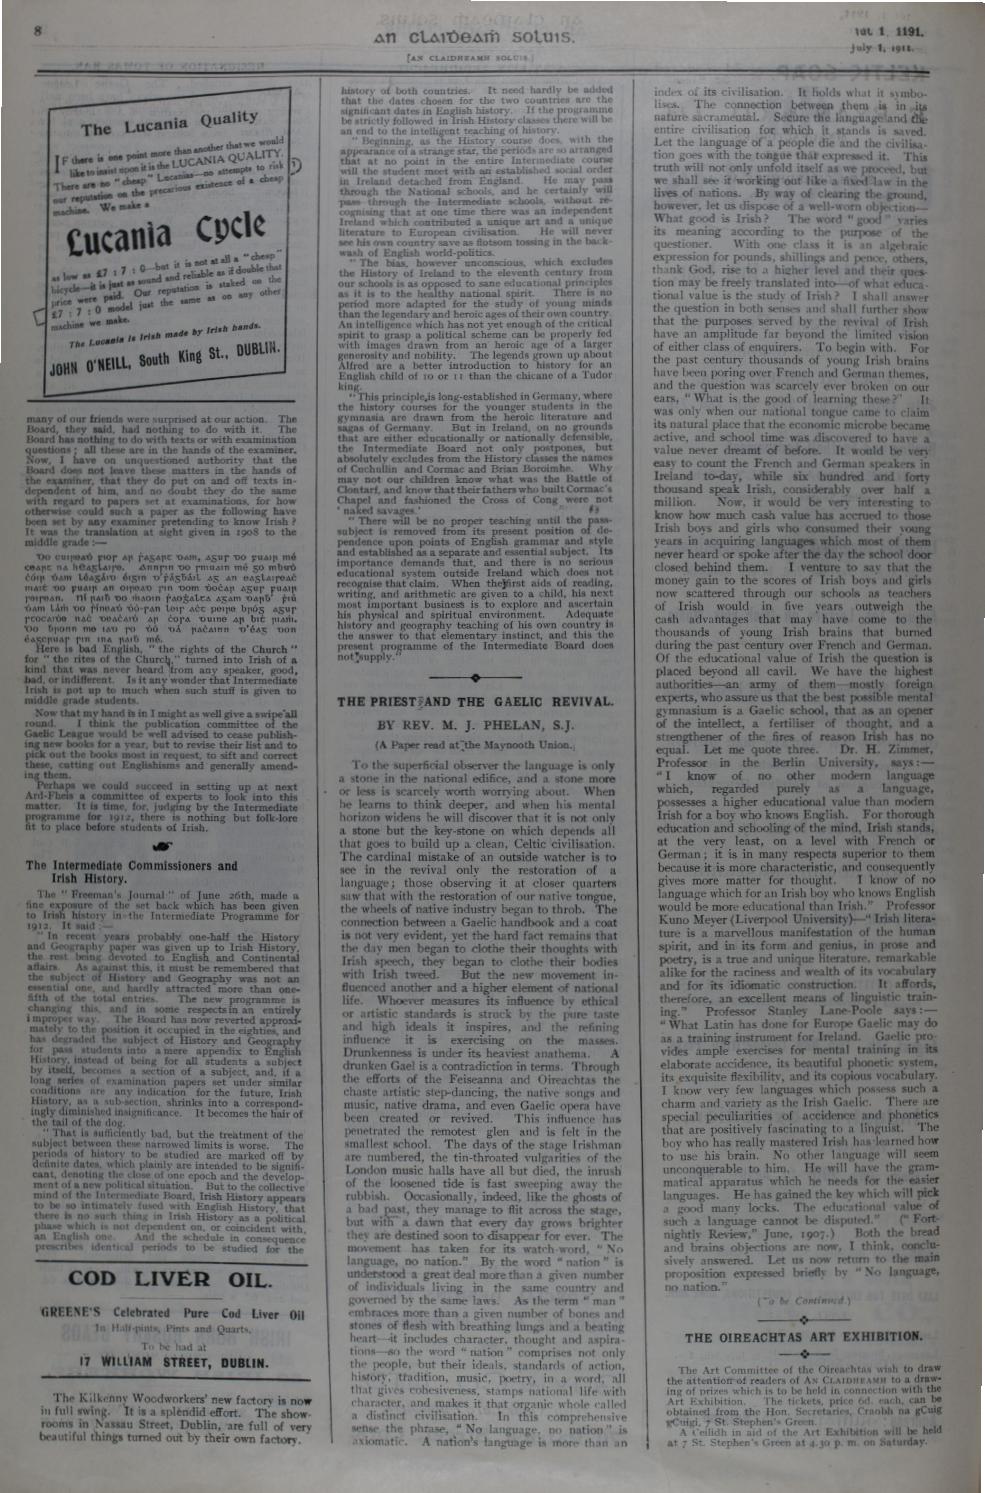 8
an claiḋeaṁ soluis.
[AN CLAIDHEAMH SOLUIS.]
iúl 1, 1191.
July 1, 1911.
The Lucania Quality
IF there is one point more than another that we would
like to insist upon it is the LUCANIA QUALITY.
There are no "cheap" Lucanias—no attempts to risk
our reputation on the precarious existence of a cheap
machine. We make a
Lucania Cycle
as low as £7 : 7 : 0—but it is not at all a "cheap"
bicycle—it is just as sound and reliable as if double that
price were paid. Our reputation is staked on the
£7 : 7 : 0 model just the same as on any other
machine we make.
The Lucania is Irish made by Irish hands.
JOHN O'NEILL, South King St., DUBLIN.
many of our friends were surprised at our action. The
Board, they said, had nothing to do with it. The
Board has nothing to do with texts or with examination
questions ; all these are in the hands of the examiner.
Now, I have on unquestioned authority that the
Board does not leave these matters in the hands of
the examiner, that they do put on and off texts in-
dependent of him, and no doubt they do the same
with regard to papers set at examinations, for how
otherwise could such a paper as the following have
been set by any examiner pretending to know Irish ?
It was the translation at sight given in 1908 to the
middle grade :—
Here is bad English, " the rights of the Church "
for " the rites of the Church," turned into Irish of a
kind that was never heard from any speaker, good,
bad, or indifferent. Is it any wonder that Intermediate
Irish is not up to much when such stuff is given to
middle grade students.
Now that my hand is in I might as well give a swipe all
round. I think the publication committee of the
Gaelic League would be well advised to cease publish-
ing new books for a year, but to revise their list and to
pick out the books most in request, to sift and correct
these, cutting out Englishisms and generally amend-
ing them.
Perhaps we could succeed in setting up at next
Ard-Fheis a committee of experts to look into this
matter. It is time, for, judging by the Intermediate
programme for 1912, there is nothing but folk-lore
fit to place before students of Irish.
The Intermediate Commissioners and
Irish History.
The " Freeman's Journal " of June 26th, made a
fine exposure of the set back which has been given
to Irish history in the Intermediate Programme for
1912. It said :—
" In recent years probably one-half the History
and Geography paper was given up to Irish History,
the rest being devoted to English and Continental
affairs. As against this, it must be remembered that
the subject of History and Geography was not an
essential one, and hardly attracted more than one-
fifth of the total entries. The new programme is
changing this, and in some respects in an entirely
improper way. The Board has now reverted approxi-
mately to the position it occupied in the eighties, and
has degraded the subject of History and Geography
for pass students into a mere appendix to English
History, instead of being for all students a subject
by itself, becomes a section of a subject, and, if a
long series of examination papers set under similar
conditions are any indication for the future, Irish
History, as a sub-section, shrinks into a correspond-
ingly diminished insignificance. It becomes the hair of
the tail of the dog.
" That is sufficiently bad, but the treatment of the
subject between these narrowed limits is worse. The
periods of history to be studied are marked off by
definite dates, which plainly are intended to be signifi-
cant, denoting the close of one epoch and the develop-
ment of a new political situation. But to the collective
mind of the Intermediate Board, Irish History appears
to be so intimately fused with English History, that
there is no such thing in Irish History as a political
phase which is not dependent on, or coincident with,
an English one. And the schedule in consequence
prescribes identical periods to be studied for the
COD LIVER OIL.
GREENE'S Celebrated Pure Cod Liver Oil
In Half-pints, Pints and Quarts,
To be had at
17 WILLIAM STREET, DUBLIN.
The Kilkenny Woodworkers' new factory is now
in full swing. It is a splendid effort. The show-
rooms in Nassau Street, Dublin, are full of very
beautiful things turned out by their own factory.
history of both countries. It need hardly be added
that the dates chosen for the two countries are the
significant dates in English history. If the programme
be strictly followed in Irish History classes there will be
an end to the intelligent teaching of history.
" Beginning, as the History course does, with the
appearance of a strange star, the periods are so arranged
that at no point in the entire Intermediate course
will the student meet with an established social order
in Ireland detached from England. He may pass
through the National schools, and he certainly will
pass through the Intermediate schools, without re-
cognising that at one time there was an independent
Ireland which contributed a unique art and a unique
literature to European civilisation. He will never
see his own country save as flotsom tossing in the back-
wash of English world-politics.
" The bias, however unconscious, which excludes
the History of Ireland to the eleventh century from
our schools is as opposed to sane educational principles
as it is to the healthy national spirit. There is no
period more adapted for the study of young minds
than the legendary and heroic ages of their own country.
An intelligence which has not yet enough of the critical
spirit to grasp a political scheme can be properly fed
with images drawn from an heroic age of a larger
generosity and nobility. The legends grown up about
Alfred are a better introduction to history for an
English child of 10 or 11 than the chicane of a Tudor
king.
" This principle is long-established in Germany, where
the history courses for the younger students in the
gymnasia are drawn from the heroic literature and
sagas of Germany. But in Ireland, on no grounds
that are either educationally or nationally defensible,
the Intermediate Board not only postpones, but
absolutely excludes from the History classes the names
of Cuchullin and Cormac and Brian Boroimhe. Why
may not our children know what was the Battle of
Clontarf, and know that their fathers who built Cormac's
Chapel and fashioned the Cross of Cong were not
' naked savages.'
" There will be no proper teaching until the pass-
subject is removed from its present position of de-
pendence upon points of English grammar and style
and established as a separate and essential subject. Its
importance demands that, and there is no serious
educational system outside Ireland which does not
recognise that claim. When the first aids of reading,
writing, and arithmetic are given to a child, his next
most important business is to explore and ascertain
his physical and spiritual environment. Adequate
history and geography teaching of his own country is
the answer to that elementary instinct, and this the
present programme of the Intermediate Board does
not supply."
THE PRIEST AND THE GAELIC REVIVAL.
BY REV. M. J. PHELAN, S.J.
(A Paper read at the Maynooth Union.)
To the superficial observer the language is only
a stone in the national edifice, and a stone more
or less is scarcely worth worrying about. When
he learns to think deeper, and when his mental
horizon widens he will discover that it is not only
a stone but the key-stone on which depends all
that goes to build up a clean, Celtic civilisation.
The cardinal mistake of an outside watcher is to
see in the revival only the restoration of a
language ; those observing it at closer quarters
saw that with the restoration of our native tongue,
the wheels of native industry began to throb. The
connection between a Gaelic handbook and a coat
is not very evident, yet the hard fact remains that
the day men began to clothe their thoughts with
Irish speech, they began to clothe their bodies
with Irish tweed. But the new movement in-
fluenced another and a higher element of national
life. Whoever measures its influence by ethical
or artistic standards is struck by the pure taste
and high ideals it inspires, and the refining
influence it is exercising on the masses.
Drunkenness is under its heaviest anathema. A
drunken Gael is a contradiction in terms. Through
the efforts of the Feiseanna and Oireachtas the
chaste artistic step-dancing, the native songs and
music, native drama, and even Gaelic opera have
been created or revived. This influence has
penetrated the remotest glen and is felt in the
smallest school. The days of the stage Irishman
are numbered, the tin-throated vulgarities of the
London music halls have all but died, the inrush
of the loosened tide is fast sweeping away the
rubbish. Occasionally, indeed, like the ghosts of
a bad past, they manage to flit across the stage,
but with a dawn that every day grows brighter
they are destined soon to disappear for ever. The
movement has taken for its watch-word, " No
language, no nation." By the word " nation " is
understood a great deal more than a given number
of individuals living in the same country and
governed by the same laws. As the term " man "
embraces more than a given number of bones and
stones of flesh with breathing lungs and a beating
heart—it includes character, thought and aspira-
tions—so the word " nation " comprises not only
the people, but their ideals, standards of action,
history, tradition, music, poetry, in a word, all
that gives cohesiveness, stamps national life with
character, and makes it that organic whole called
a distinct civilisation. In this comprehensive
sense the phrase, " No language, no nation " is
axiomatic. A nation's language is more than an
index of its civilisation. It holds what it symbo-
lises. The connection between them is in its
nature sacramental. Secure the language and the
entire civilisation for which it stands is saved.
Let the language of a people die and the civilisa-
tion goes with the tongue that expressed it. This
truth will not only unfold itself as we proceed, but
we shall see it working out like a fixed law in the
lives of nations. By way of clearing the ground,
however, let us dispose of a well-worn objection—
What good is Irish ? The word " good " varies
its meaning according to the purpose of the
questioner. With one class it is an algebraic
expression for pounds, shillings and pence, others,
thank God, rise to a higher level and their ques-
tion may be freely translated into—of what educa-
tional value is the study of Irish ? I shall answer
the question in both senses and shall further show
that the purposes served by the revival of Irish
have an amplitude far beyond the limited vision
of either class of enquirers. To begin with. For
the past century thousands of young Irish brains
have been poring over French and German themes,
and the question was scarcely ever broken on our
ears, " What is the good of learning these ?" It
was only when our national tongue came to claim
its natural place that the economic microbe became
active, and school time was discovered to have a
value never dreamt of before. It would be very
easy to count the French and German speakers in
Ireland to-day, while six hundred and forty
thousand speak Irish, considerably over half a
million. Now, it would be very interesting to
know how much cash value has accrued to those
Irish boys and girls who consumed their young
years in acquiring languages which most of them
never heard or spoke after the day the school door
closed behind them. I venture to say that the
money gain to the scores of Irish boys and girls
now scattered through our schools as teachers
of Irish would in five years outweigh the
cash advantages that may have come to the
thousands of young Irish brains that burned
during the past century over French and German.
Of the educational value of Irish the question is
placed beyond all cavil. We have the highest
authorities—an army of them—mostly foreign
experts, who assure us that the best possible mental
gymnasium is a Gaelic school, that as an opener
of the intellect, a fertiliser of thought, and a
strengthener of the fires of reason Irish has no
equal. Let me quote three. Dr. H. Zimmer,
Professor in the Berlin University, says :—
" I know of no other modern language
which, regarded purely as a language,
possesses a higher educational value than modern
Irish for a boy who knows English. For thorough
education and schooling of the mind, Irish stands,
at the very least, on a level with French or
German ; it is in many respects superior to them
because it is more characteristic, and consequently
gives more matter for thought. I know of no
language which for an Irish boy who knows English
would be more educational than Irish." Professor
Kuno Meyer (Liverpool University)—" Irish litera-
ture is a marvellous manifestation of the human
spirit, and in its form and genius, in prose and
poetry, is a true and unique literature, remarkable
alike for the raciness and wealth of its vocabulary
and for its idiomatic construction. It affords,
therefore, an excellent means of linguistic train-
ing." Professor Stanley Lane-Poole says :—
" What Latin has done for Europe Gaelic may do
as a training instrument for Ireland. Gaelic pro-
vides ample exercises for mental training in its
elaborate accidence, its beautiful phonetic system,
its exquisite flexibility, and its copious vocabulary.
I know very few languages which possess such a
charm and variety as the Irish Gaelic. There are
special peculiarities of accidence and phonetics
that are positively fascinating to a linguist. The
boy who has really mastered Irish has learned how
to use his brain. No other language will seem
unconquerable to him. He will have the gram-
matical apparatus which he needs for the easier
languages. He has gained the key which will pick
a good many locks. The educational value of
such a language cannot be disputed." (" Fort-
nightly Review," June, 1907.) Both the bread
and brains objections are now, I think, conclu-
sively answered. Let us now return to the main
proposition expressed briefly by " No language,
no nation."
(To be Continued.)
THE OIREACHTAS ART EXHIBITION.
The Art Committee of the Oireachtas wish to draw
the attention of readers of AN CLAIDHEAMH to a draw-
ing of prizes which is to be held in connection with the
Art Exhibition. The tickets, price 6d. each, can be
obtained from the Hon. Secretaries, Craobh na gCuig
gCuigi, 7 St. Stephen's Green.
A Ceilidh in aid of the Art Exhibition will be held
at 7 St. Stephen's Green at 4.30 p. m. on Saturday.